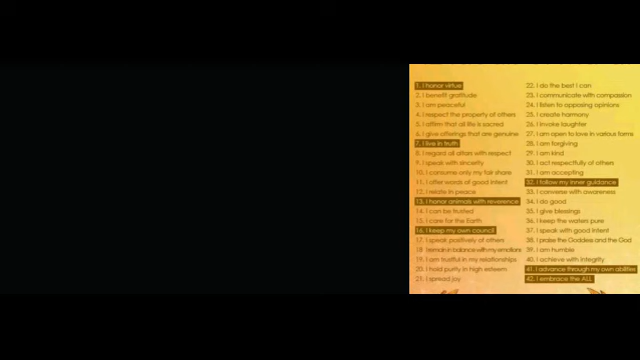 1. I honor virtue
2. I benefit gratitude
3. I am peaceful
4. I respect the property of others
5. I affirm that all life is sacred
6. I give offerings that are genuine
7. I live in truth
8. I regard all altars with respect
9. I speak with sincerity
10. I consume only my fair share
11. I offer words of good intent
12. I relate in peace
13. I honor animals with reverence
14. I can be trusted
15. I care for the Earth
16. I keep my own council
17. I speak positively of others
18. I remain in balance with my emotions
19. I am trustful in my relationships
20. I hold purity in high esteem
21. I spread joy
22. I do the best I can
23. I communicate with compassion
24. I listen to opposing opinions
25. I create harmony
26. I invoke laughter
27. I am open to love in various forms
28. I am forgiving
29. I am kind
30. I act respectfully of others
31. I am accepting
32. I follow my inner guidance
33. I converse with awareness
34. I do good
35. I give blessings
36. I keep the waters pure
37. I speak with good intent
38. I praise the Goddess and the God
39. I am humble
40. I achieve with integrity
41. I advance through my own abilities
42. I embrace the ALL